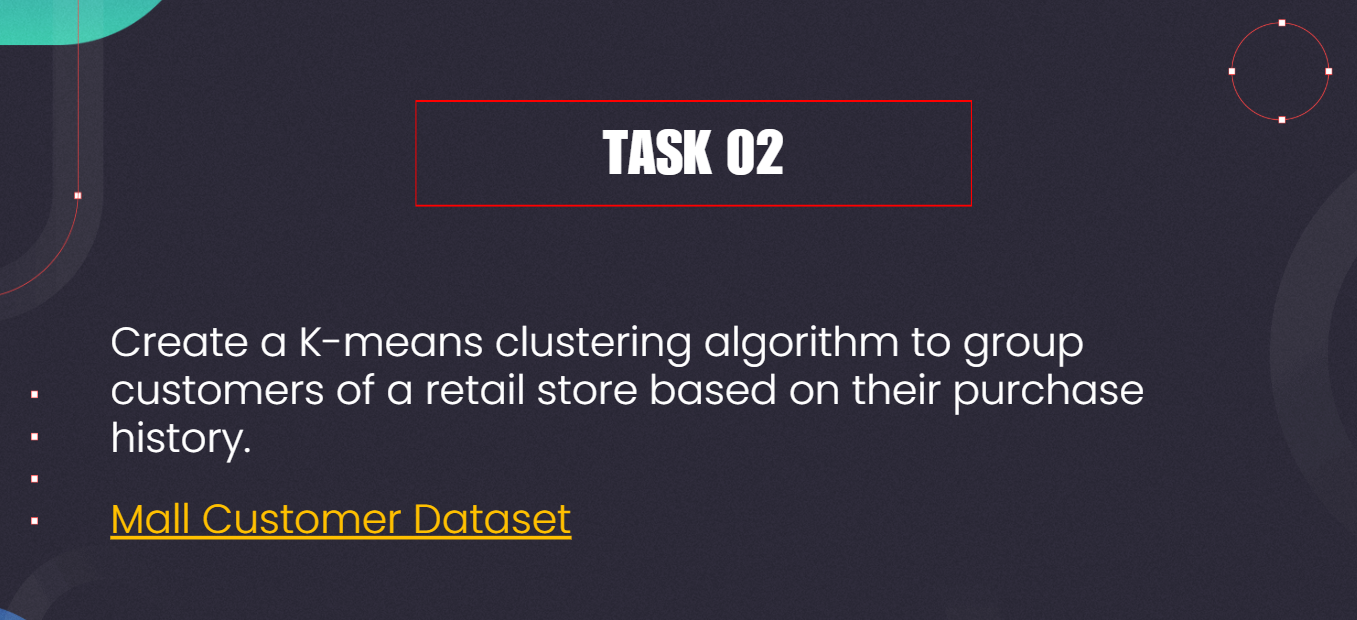 TASK 02
Create a K-means clustering algorithm to group
customers of a retail store based on their purchase
history.
Mall Customer Dataset